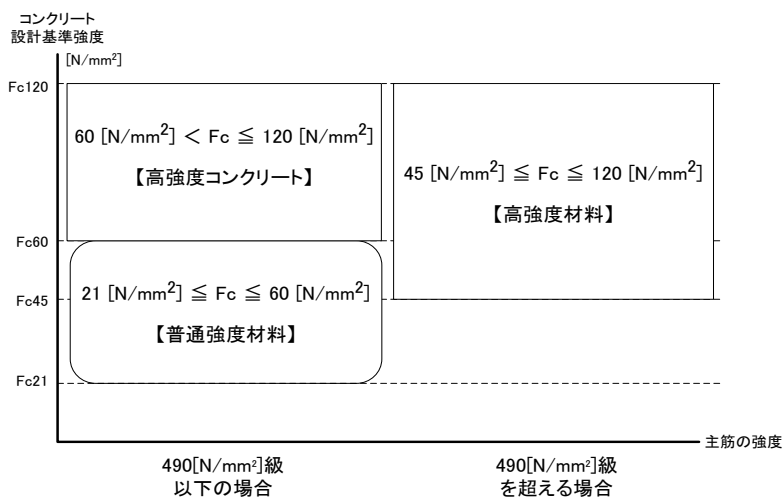 コンクリート
設計基準強度
[N/mm²]
Fc120
60 [N/mm²] < Fc ≦ 120 [N/mm²]
【高強度コンクリート】
45 [N/mm²] ≦ Fc ≦ 120 [N/mm²]
【高強度材料】
Fc60
21 [N/mm²] ≦ Fc ≦ 60 [N/mm²]
【普通強度材料】
Fc45
Fc21
主筋の強度
490[N/mm²]級
以下の場合
490[N/mm²]級
を超える場合